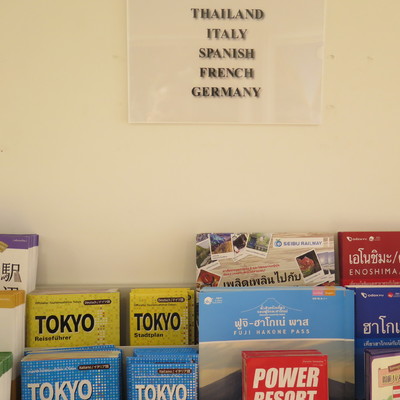 THAILAND
ITALY
SPANISH
FRENCH
GERMANY
SEIBU RAILWAY
เพลิดเพลินไปกับ
เอโนชิมะ/
ENOSHIMA/
駅
TOKYO
Reiseführer
TOKYO
Stadtplan
ฟูจิ-ฮาโกเน่ พาส
FUJI HAKONE PASS
ฮาโก
TOKYO
TOKYO
POWER
RESORT